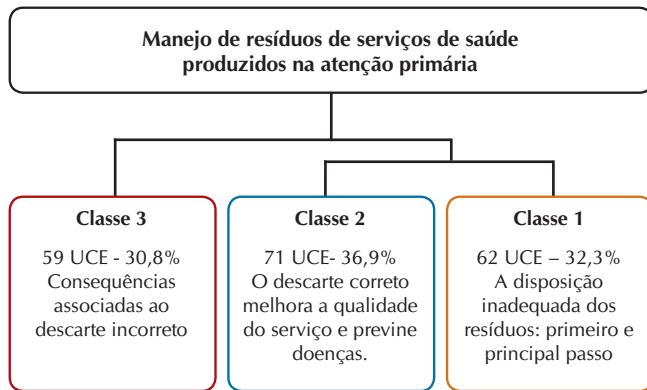 Manejo de resíduos de serviços de saúde
produzidos na atenção primária
Classe 3
59 UCE - 30,8%
Consequências
associadas ao
descarte incorreto
Classe 2
71 UCE- 36,9%
O descarte correto
melhora a qualidade
do serviço e previne
doenças.
Classe 1
62 UCE – 32,3%
A disposição
inadequada dos
resíduos: primeiro e
principal passo